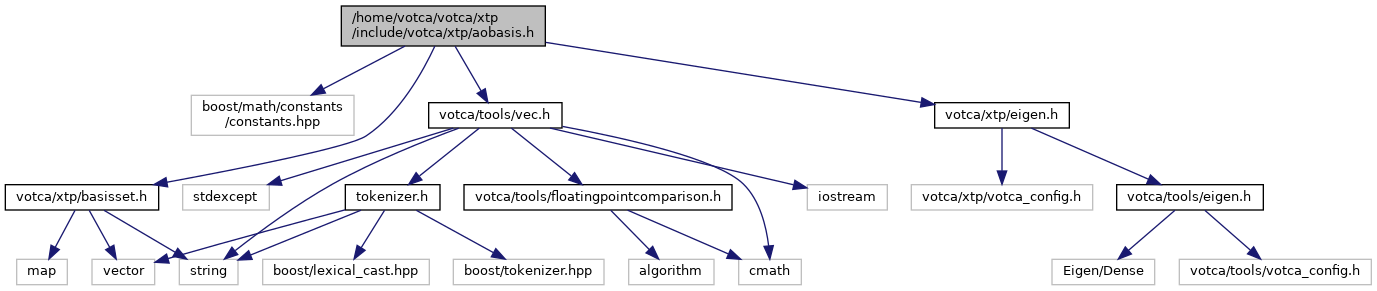 /home/votca/votca/xtp
/include/votca/xtp/aobasis.h
boost/math/constants
/constants.hpp
votca/tools/vec.h
votca/xtp/eigen.h
votca/xtp/basisset.h
stdexcept
tokenizer.h
votca/tools/floatingpointcomparison.h
iostream
votca/xtp/votca_config.h
votca/tools/eigen.h
map
vector
string
boost/lexical_cast.hpp
boost/tokenizer.hpp
algorithm
cmath
Eigen/Dense
votca/tools/votca_config.h